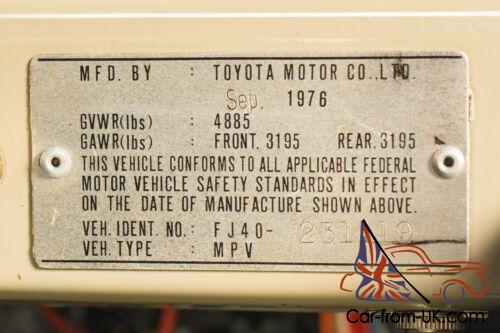 MFD. BY : TOYOTA MOTOR CO.,LTD.
Sep. 1976
GVWR(lbs) : 4885
GAWR(lbs) : FRONT. 3195 REAR. 3195
THIS VEHICLE CONFORMS TO ALL APPLICABLE FEDERAL
MOTOR VEHICLE SAFETY STANDARDS IN EFFECT
ON THE DATE OF MANUFACTURE SHOWN ABOVE.
VEH. IDENT. NO. : FJ40-
VEH. TYPE : MPV
Car-from-UK.com